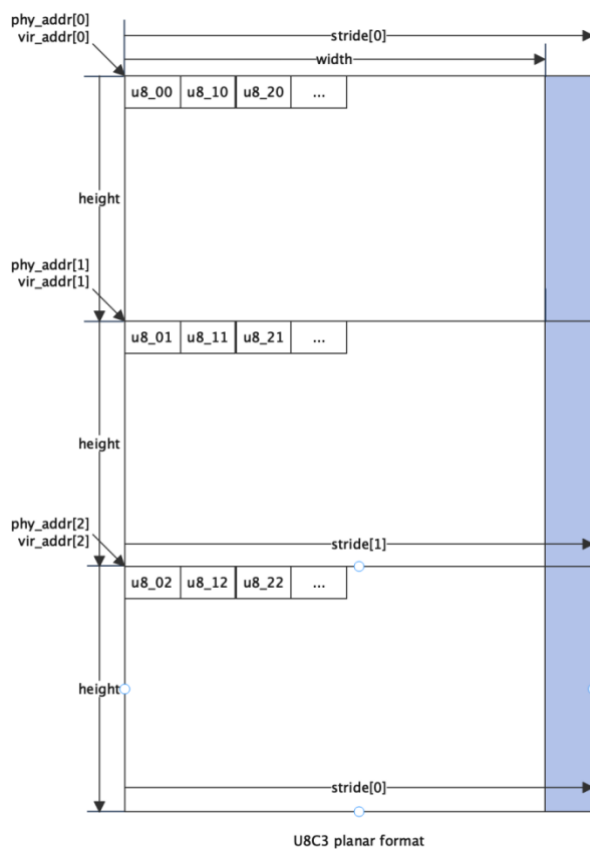 phy_addr[0]
vir_addr[0]
stride[0]
width
u8_00 u8_10 u8_20 ...
height
phy_addr[1]
vir_addr[1]
u8_01 u8_11 u8_21 ...
height
phy_addr[2]
vir_addr[2]
stride[1]
u8_02 u8_12 u8_22 ...
height
stride[0]
U8C3 planar format